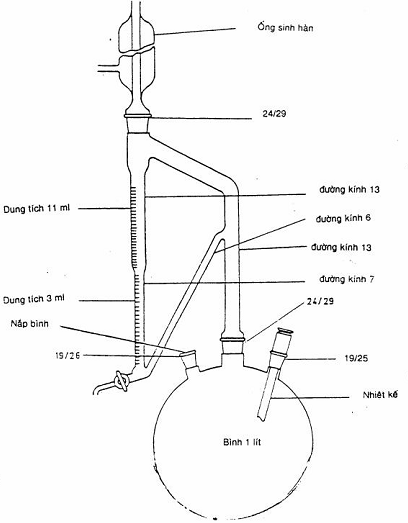 Ống sinh hàn
24/29
đường kính 13
Dung tích 11 ml
đường kính 6
đường kính 13
đường kính 7
Dung tích 3 ml
24/29
Nắp bình
19/26
19/25
Nhiệt kế
Bình 1 lít